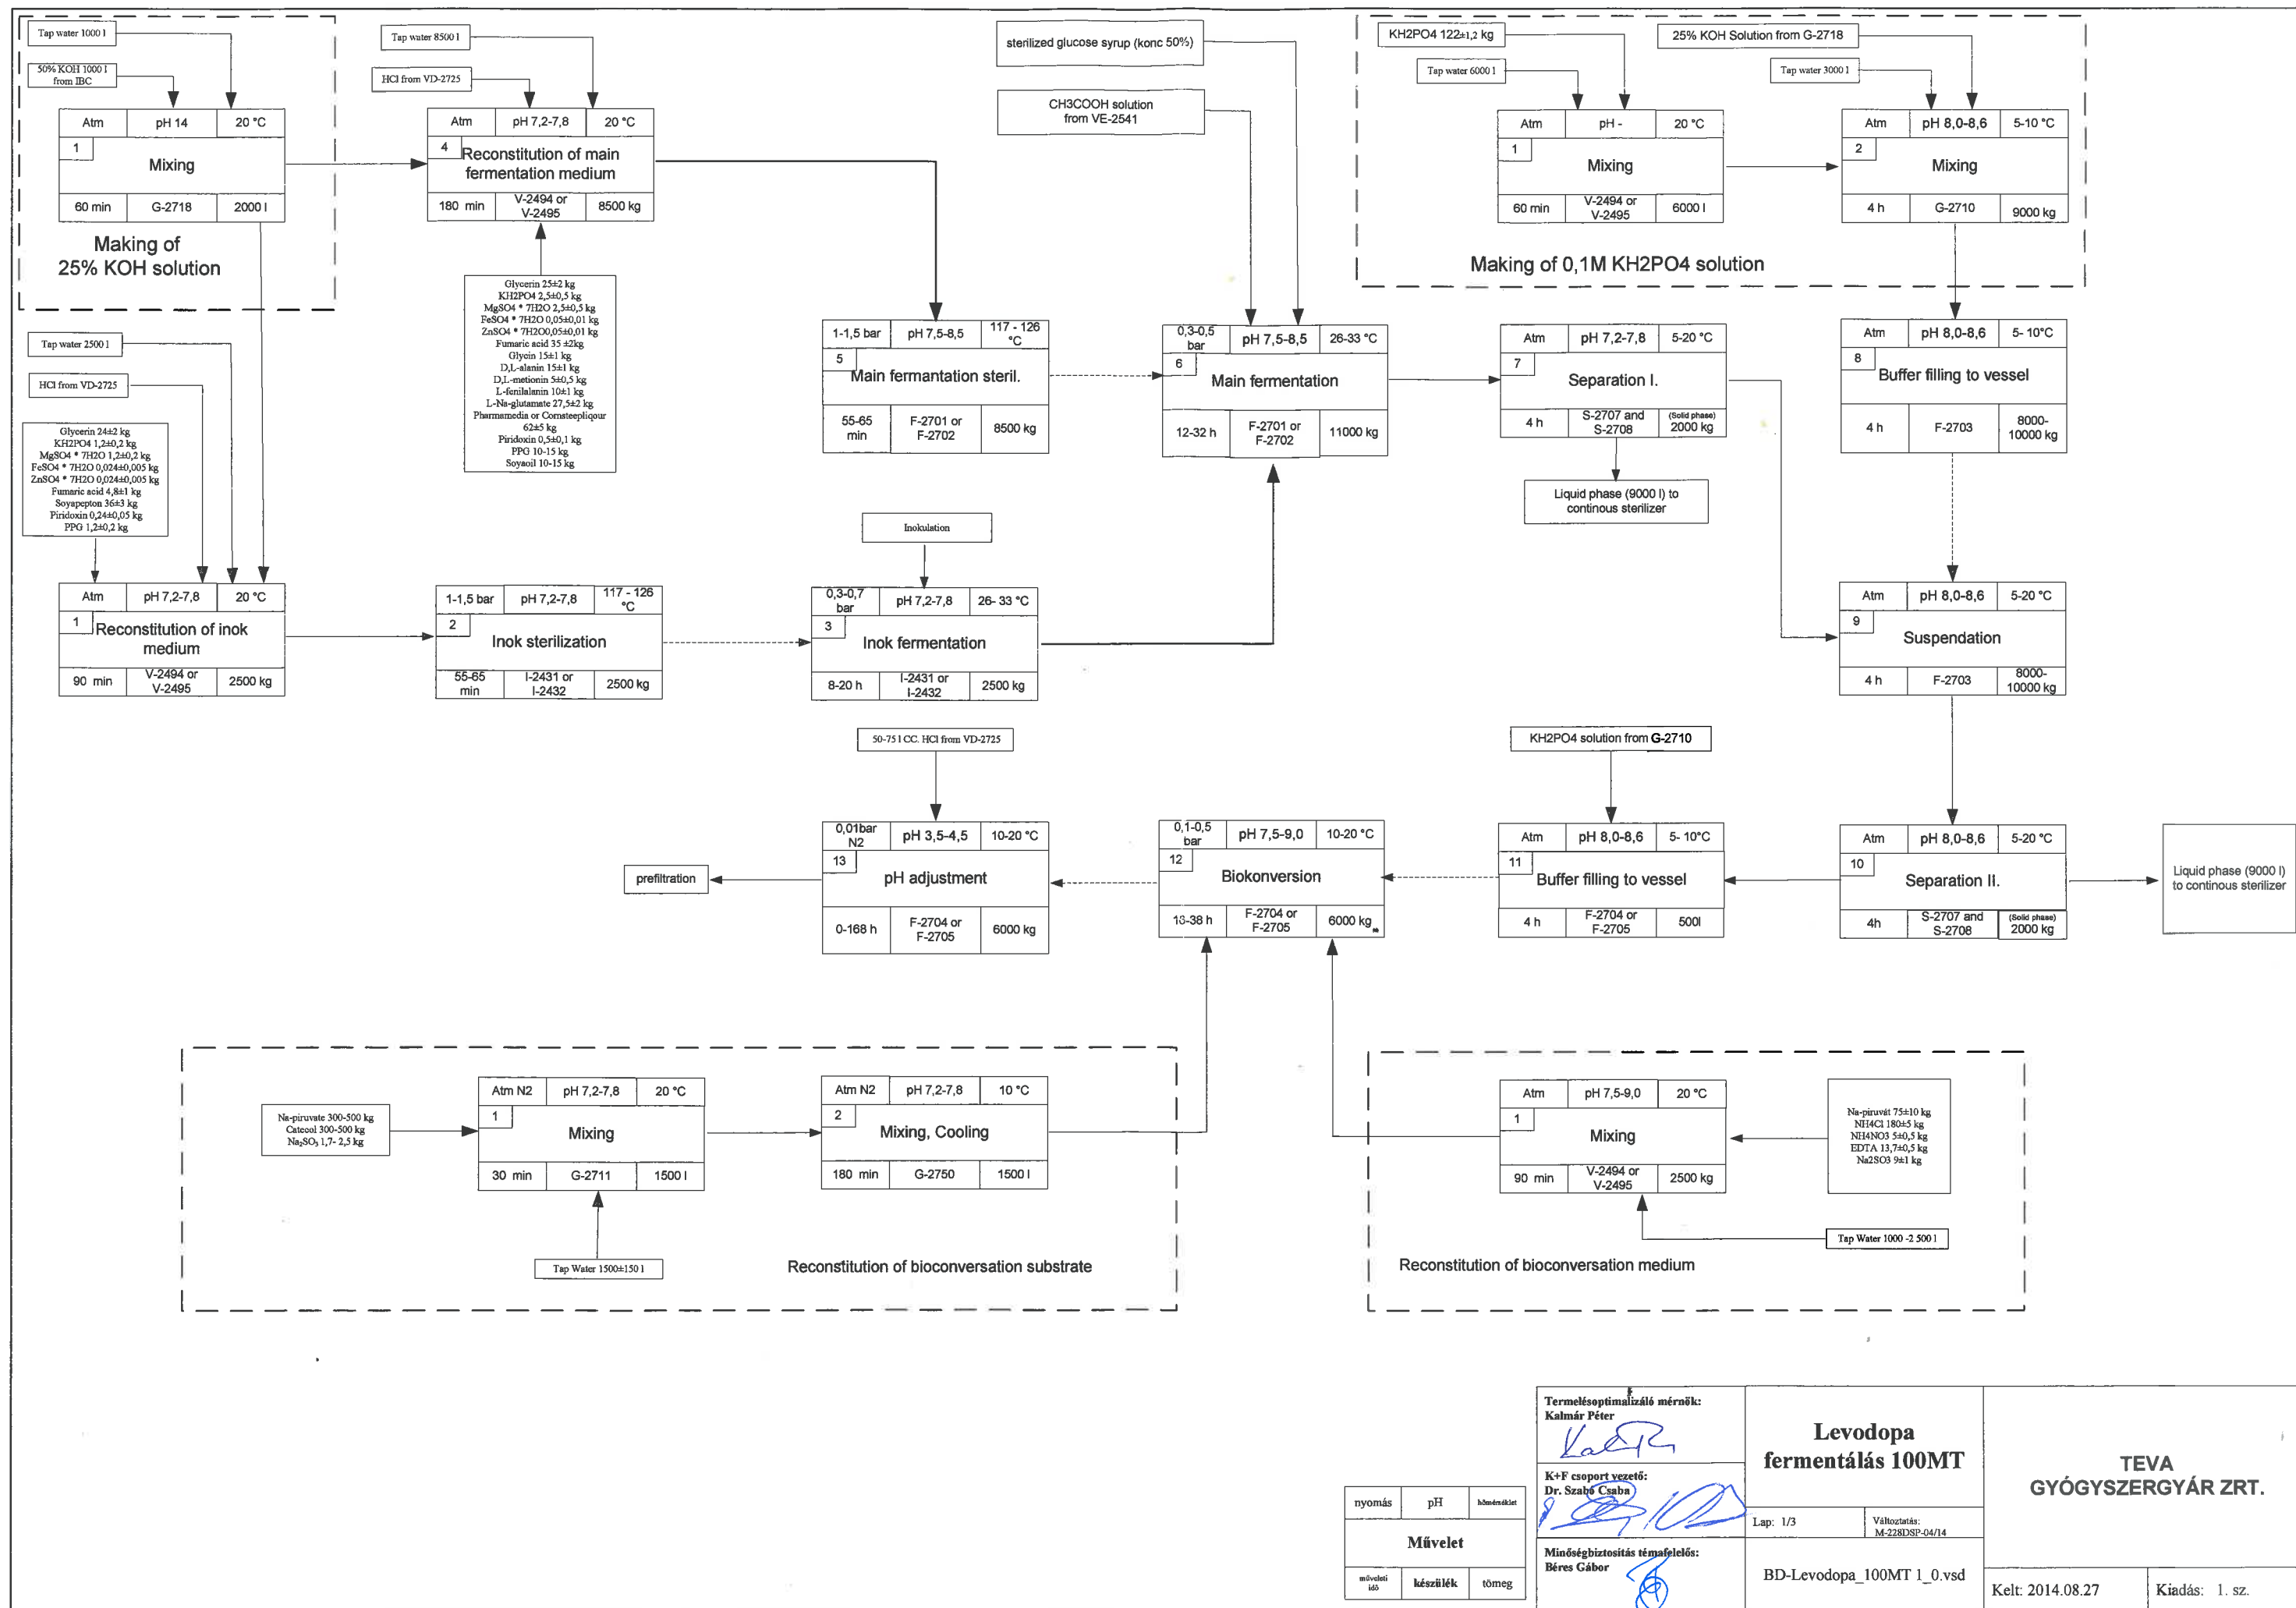 Tap water 1000 l
50% KOH 1000 l
from IBC
Atm
pH 14
20 °C
1
Mixing
60 min
G-2718
2000 l
Making of
25% KOH solution
Tap water 8500 l
HCl from VD-2725
Atm
pH 7,2-7,8
20 °C
4
Reconstitution of main
fermentation medium
180 min
V-2494 or
V-2495
8500 kg
Glycerin 25±2 kg
KH2PO4 2,5±0,5 kg
MgSO4 * 7H2O 2,5±0,5 kg
FeSO4 * 7H2O 0,05±0,01 kg
ZnSO4 * 7H2O0,05±0,01 kg
Fumaric acid 35 ±2kg
Glycin 15±1 kg
D,L-alanin 15±1 kg
D,L-metionin 5±0,5 kg
L-fenilalanin 10±1 kg
L-Na-glutamate 27,5±2 kg
Pharmamedia or Cornsteepliqour
62±5 kg
Piridoxin 0,5±0,1 kg
PPG 10-15 kg
Soyaoil 10-15 kg
sterilized glucose syrup (konc 50%)
CH3COOH solution
from VE-2541
KH2PO4 122±1,2 kg
Tap water 6000 l
25% KOH Solution from G-2718
Tap water 3000 l
Atm
pH -
20 °C
1
Mixing
60 min
V-2494 or
V-2495
6000 l
Atm
pH 8,0-8,6
5-10 °C
2
Mixing
4 h
G-2710
9000 kg
Making of 0,1M KH2PO4 solution
Tap water 2500 l
HCl from VD-2725
Glycerin 24±2 kg
KH2PO4 1,2±0,2 kg
MgSO4 * 7H2O 1,2±0,2 kg
FeSO4 * 7H2O 0,024±0,005 kg
ZnSO4 * 7H2O 0,024±0,005 kg
Fumaric acid 4,8±1 kg
Soyapepton 36±3 kg
Piridoxin 0,24±0,05 kg
PPG 1,2±0,2 kg
1-1,5 bar
pH 7,5-8,5
117 - 126
°C
5
Main fermantation steril.
55-65
min
F-2701 or
F-2702
8500 kg
0,3-0,5
bar
pH 7,5-8,5
26-33 °C
6
Main fermentation
12-32 h
F-2701 or
F-2702
11000 kg
Atm
pH 7,2-7,8
5-20 °C
7
Separation I.
4 h
S-2707 and
S-2708
(Solid phase)
2000 kg
Liquid phase (9000 l) to
continous sterilizer
Atm
pH 8,0-8,6
5- 10°C
8
Buffer filling to vessel
4 h
F-2703
8000-
10000 kg
Inokulation
Atm
pH 7,2-7,8
20 °C
1
Reconstitution of inok
medium
90 min
V-2494 or
V-2495
2500 kg
1-1,5 bar
pH 7,2-7,8
117 - 126
°C
2
Inok sterilization
55-65
min
I-2431 or
I-2432
2500 kg
0,3-0,7
bar
pH 7,2-7,8
26- 33 °C
3
Inok fermentation
8-20 h
I-2431 or
I-2432
2500 kg
Atm
pH 8,0-8,6
5-20 °C
9
Suspendation
4 h
F-2703
8000-
10000 kg
50-75 l CC. HCl from VD-2725
KH2PO4 solution from G-2710
prefiltration
0,01bar
N2
pH 3,5-4,5
10-20 °C
13
pH adjustment
0-168 h
F-2704 or
F-2705
6000 kg
0,1-0,5
bar
pH 7,5-9,0
10-20 °C
12
Biokonversion
18-38 h
F-2704 or
F-2705
6000 kg
Atm
pH 8,0-8,6
5- 10°C
11
Buffer filling to vessel
4 h
F-2704 or
F-2705
500l
Atm
pH 8,0-8,6
5-20 °C
10
Separation II.
4h
S-2707 and
S-2708
(Solid phase)
2000 kg
Liquid phase (9000 l)
to continous sterilizer
Na-piruvate 300-500 kg
Catecol 300-500 kg
Na₂SO₃ 1,7- 2,5 kg
Atm N2
pH 7,2-7,8
20 °C
1
Mixing
30 min
G-2711
1500 l
Tap Water 1500±150 l
Atm N2
pH 7,2-7,8
10 °C
2
Mixing, Cooling
180 min
G-2750
1500 l
Reconstitution of bioconversation substrate
Atm
pH 7,5-9,0
20 °C
1
Mixing
90 min
V-2494 or
V-2495
2500 kg
Na-piruvát 75±10 kg
NH4Cl 180±5 kg
NH4NO3 5±0,5 kg
EDTA 13,7±0,5 kg
Na2SO3 9±1 kg
Tap Water 1000 -2 500 l
Reconstitution of bioconversation medium
nyomás
pH
hőmérséklet
Művelet
műveleti
idő
készülék
tömeg
Termelésoptimalizáló mérnök:
Kalmár Péter
K+F csoport vezető:
Dr. Szabó Csaba
Minőségbiztosítás témafelelős:
Béres Gábor
Levodopa
fermentálás 100MT
Lap: 1/3
Változtatás:
M-228DSP-04/14
BD-Levodopa_100MT 1_0.vsd
TEVA
GYÓGYSZERGYÁR ZRT.
Kelt: 2014.08.27
Kiadás: 1. sz.